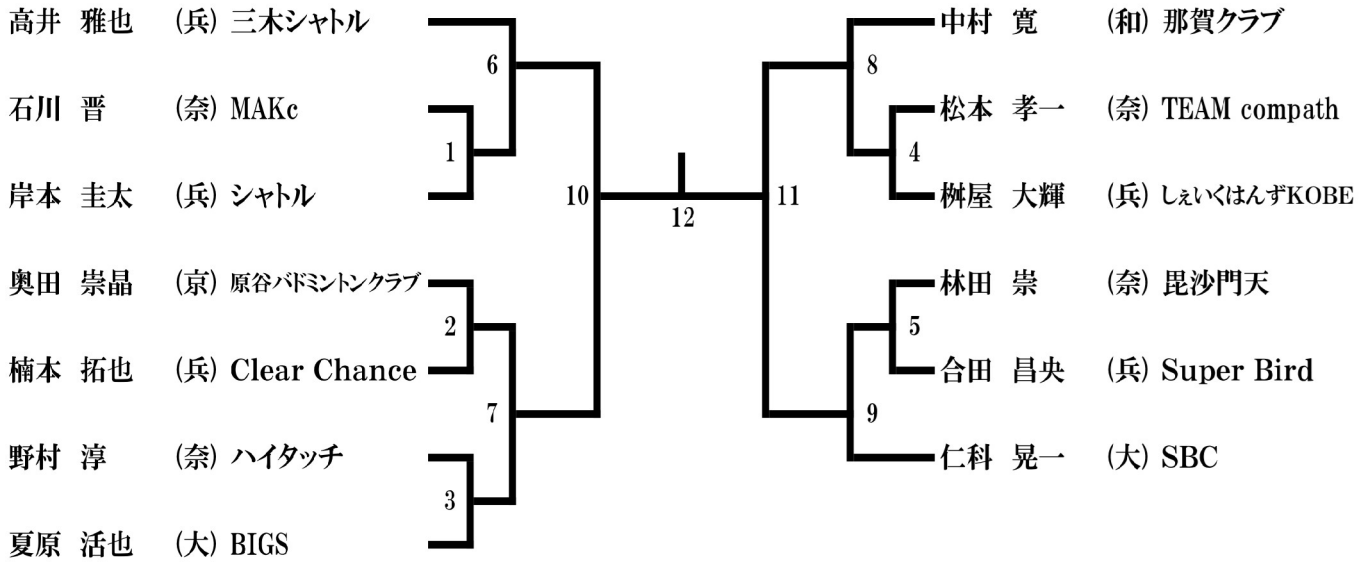 高井 雅也 (兵) 三木シャトル
石川 晋 (奈) MAKc
岸本 圭太 (兵) シャトル
奥田 崇晶 (京) 原谷バドミントンクラブ
楠本 拓也 (兵) Clear Chance
野村 淳 (奈) ハイタッチ
夏原 活也 (大) BIGS
6
1
2
7
3
10
12
11
8
4
5
9
中村 寛 (和) 那賀クラブ
松本 孝一 (奈) TEAM compath
桝屋 大輝 (兵) しぇいくはんずKOBE
林田 崇 (奈) 毘沙門天
合田 昌央 (兵) Super Bird
仁科 晃一 (大) SBC